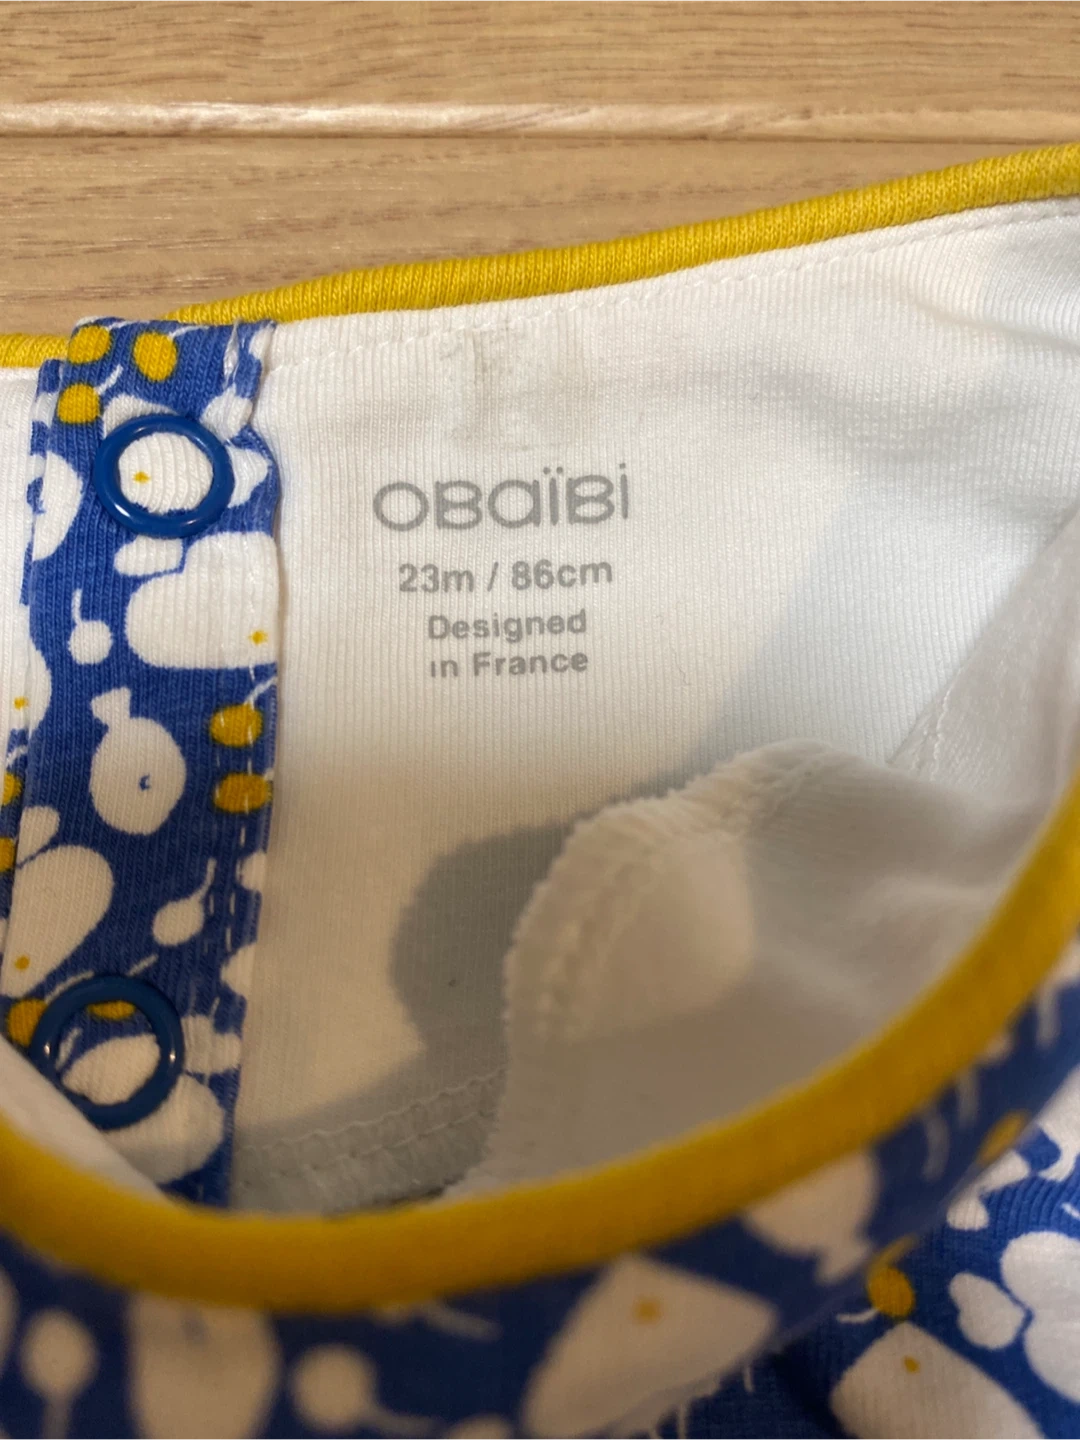 OBaïBi
23m / 86cm
Designed
in France